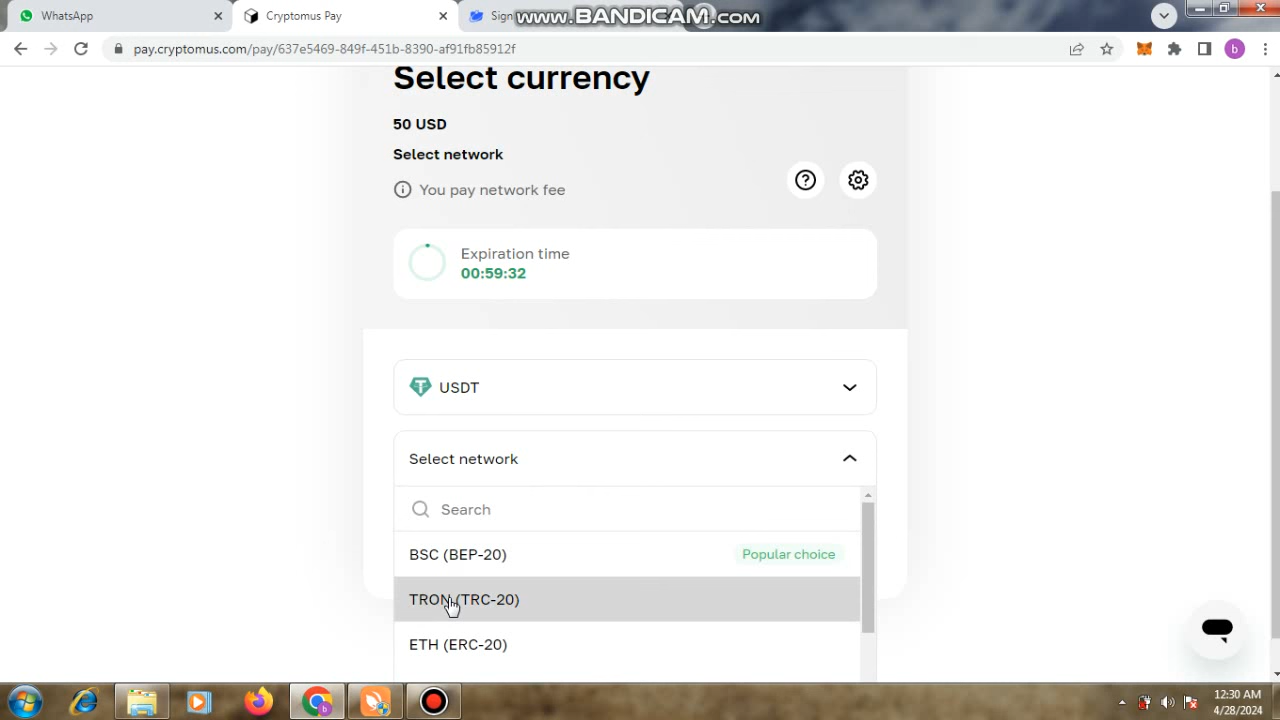 WhatsApp
Cryptomus Pay
Sign
www.BANDICAM.com
pay.cryptomus.com/pay/637e5469-849f-451b-8390-af91fb85912f
b
Select currency
50 USD
Select network
You pay network fee
Expiration time
00:59:32
USDT
Select network
Search
BSC (BEP-20)
Popular choice
TRON (TRC-20)
ETH (ERC-20)
12:30 AM
4/28/2024